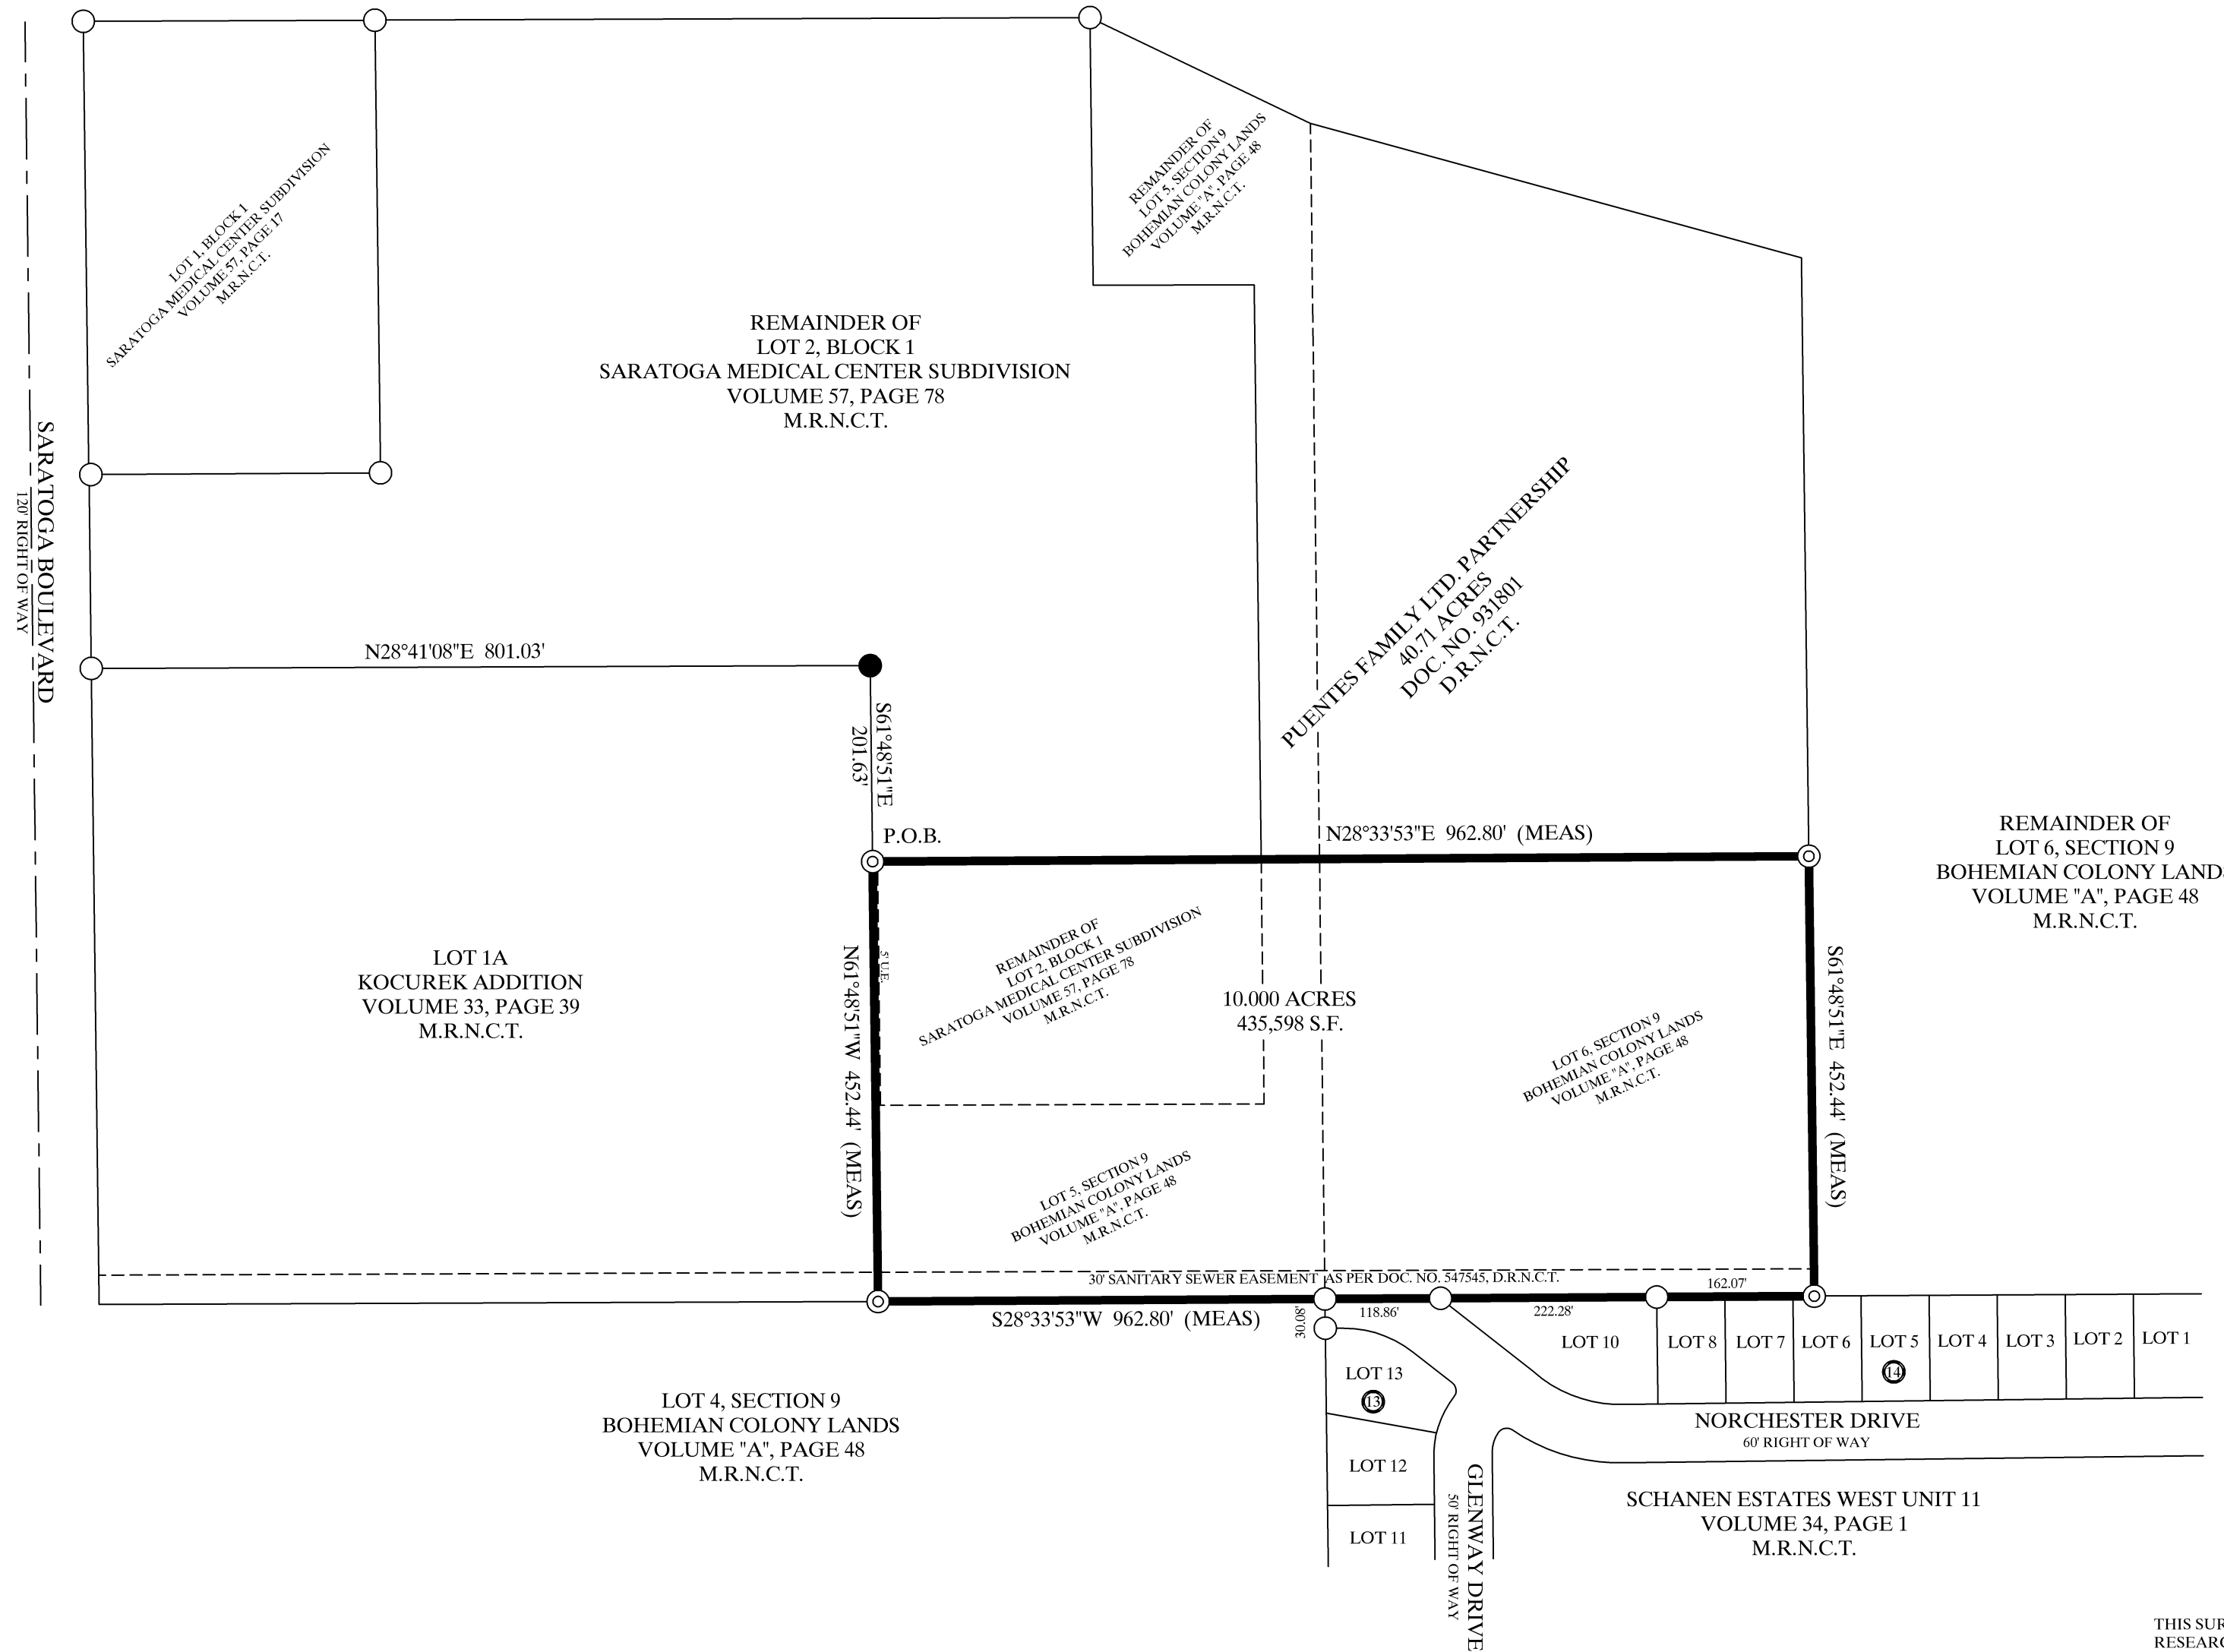 REMAINDER OF
LOT 5, SECTION 9
BOHEMIAN COLONY LANDS
VOLUME "A", PAGE 48
M.R.N.C.T.
LOT 1, BLOCK 1
SARATOGA MEDICAL CENTER SUBDIVISION
VOLUME 57, PAGE 17
M.R.N.C.T.
REMAINDER OF
LOT 2, BLOCK 1
SARATOGA MEDICAL CENTER SUBDIVISION
VOLUME 57, PAGE 78
M.R.N.C.T.
SARATOGA BOULEVARD
120' RIGHT OF WAY
PUENTES FAMILY LTD. PARTNERSHIP
40.71 ACRES
DOC. NO. 931801
D.R.N.C.T.
N28°41'08"E 801.03'
S61°48'51"E
201.63'
P.O.B.
N28°33'53"E 962.80' (MEAS)
REMAINDER OF
LOT 6, SECTION 9
BOHEMIAN COLONY LAND
VOLUME "A", PAGE 48
M.R.N.C.T.
LOT 1A
KOCUREK ADDITION
VOLUME 33, PAGE 39
M.R.N.C.T.
N61°48'51"W 452.44' (MEAS)
5' U.E.
REMAINDER OF
LOT 2, BLOCK 1
SARATOGA MEDICAL CENTER SUBDIVISION
VOLUME 57, PAGE 78
M.R.N.C.T.
10.000 ACRES
435,598 S.F.
LOT 6, SECTION 9
BOHEMIAN COLONY LANDS
VOLUME "A", PAGE 48
M.R.N.C.T.
S61°48'51"E 452.44' (MEAS)
LOT 5, SECTION 9
BOHEMIAN COLONY LANDS
VOLUME "A", PAGE 48
M.R.N.C.T.
30' SANITARY SEWER EASEMENT AS PER DOC. NO. 547545, D.R.N.C.T.
162.07'
S28°33'53"W 962.80' (MEAS)
30.08'
118.86'
222.28'
LOT 10
LOT 8
LOT 7
LOT 6
LOT 5
LOT 4
LOT 3
LOT 2
LOT 1
14
LOT 13
13
LOT 4, SECTION 9
BOHEMIAN COLONY LANDS
VOLUME "A", PAGE 48
M.R.N.C.T.
NORCHESTER DRIVE
60' RIGHT OF WAY
LOT 12
LOT 11
GLENWAY DRIVE
50' RIGHT OF WAY
SCHANEN ESTATES WEST UNIT 11
VOLUME 34, PAGE 1
M.R.N.C.T.
THIS SUR
RESEARC